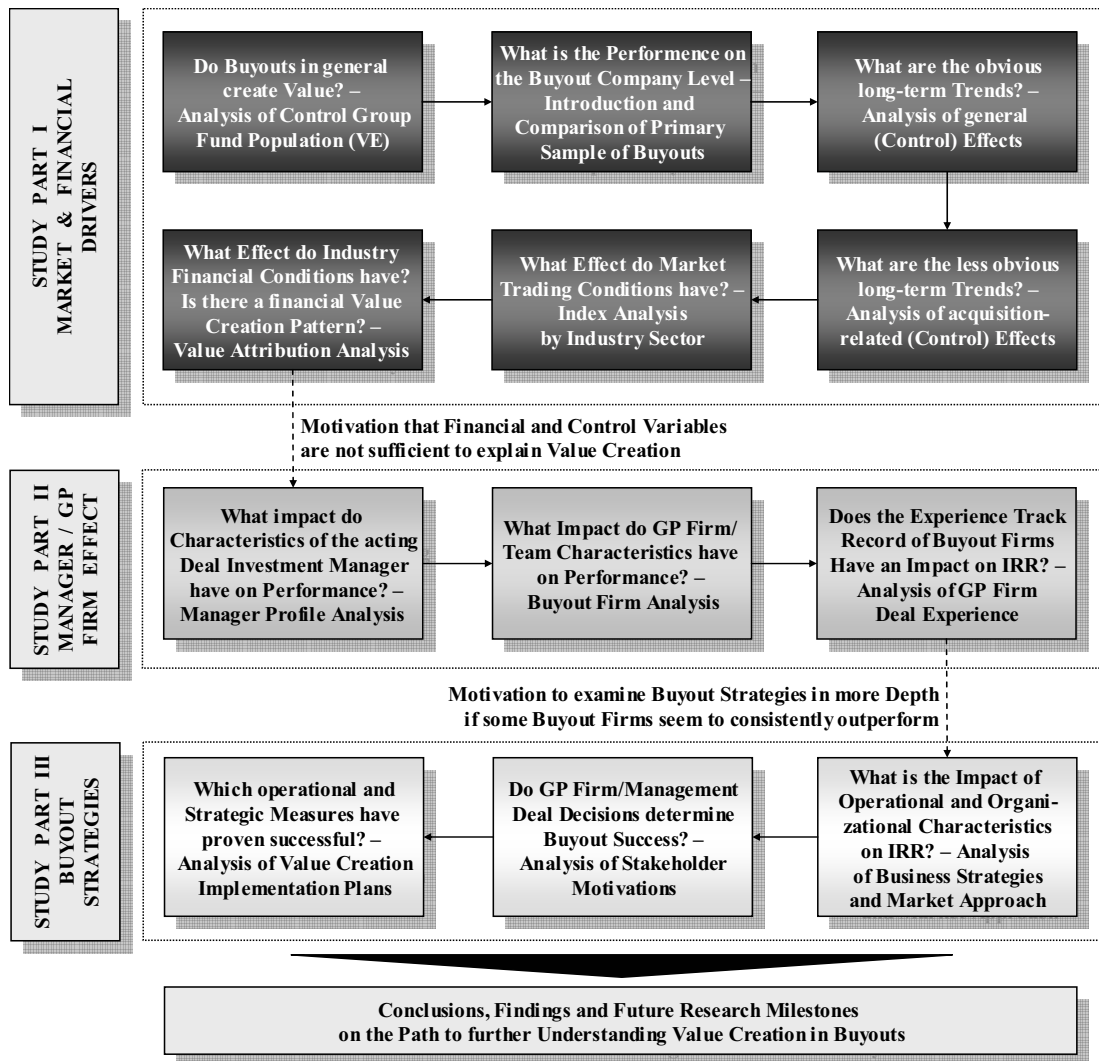 STUDY PART I
MARKET & FINANCIAL
DRIVERS
Do Buyouts in general
create Value? –
Analysis of Control Group
Fund Population (VE)
What is the Performence on
the Buyout Company Level –
Introduction and
Comparison of Primary
Sample of Buyouts
What are the obvious
long-term Trends? –
Analysis of general
(Control) Effects
What are the less obvious
long-term Trends? –
Analysis of acquisition-
related (Control) Effects
What Effect do Market
Trading Conditions have? –
Index Analysis
by Industry Sector
What Effect do Industry
Financial Conditions have?
Is there a financial Value
Creation Pattern? –
Value Attribution Analysis
Motivation that Financial and Control Variables
are not sufficient to explain Value Creation
STUDY PART II
MANAGER / GP
FIRM EFFECT
What impact do
Characteristics of the acting
Deal Investment Manager
have on Performance? –
Manager Profile Analysis
What Impact do GP Firm/
Team Characteristics have
on Performance? –
Buyout Firm Analysis
Does the Experience Track
Record of Buyout Firms
Have an Impact on IRR? –
Analysis of GP Firm
Deal Experience
Motivation to examine Buyout Strategies in more Depth
if some Buyout Firms seem to consistently outperform
STUDY PART III
BUYOUT
STRATEGIES
What is the Impact of
Operational and Organi-
zational Characteristics
on IRR? – Analysis
of Business Strategies
and Market Approach
Do GP Firm/Management
Deal Decisions determine
Buyout Success? –
Analysis of Stakeholder
Motivations
Which operational and
Strategic Measures have
proven successful? –
Analysis of Value Creation
Implementation Plans
Conclusions, Findings and Future Research Milestones
on the Path to further Understanding Value Creation in Buyouts